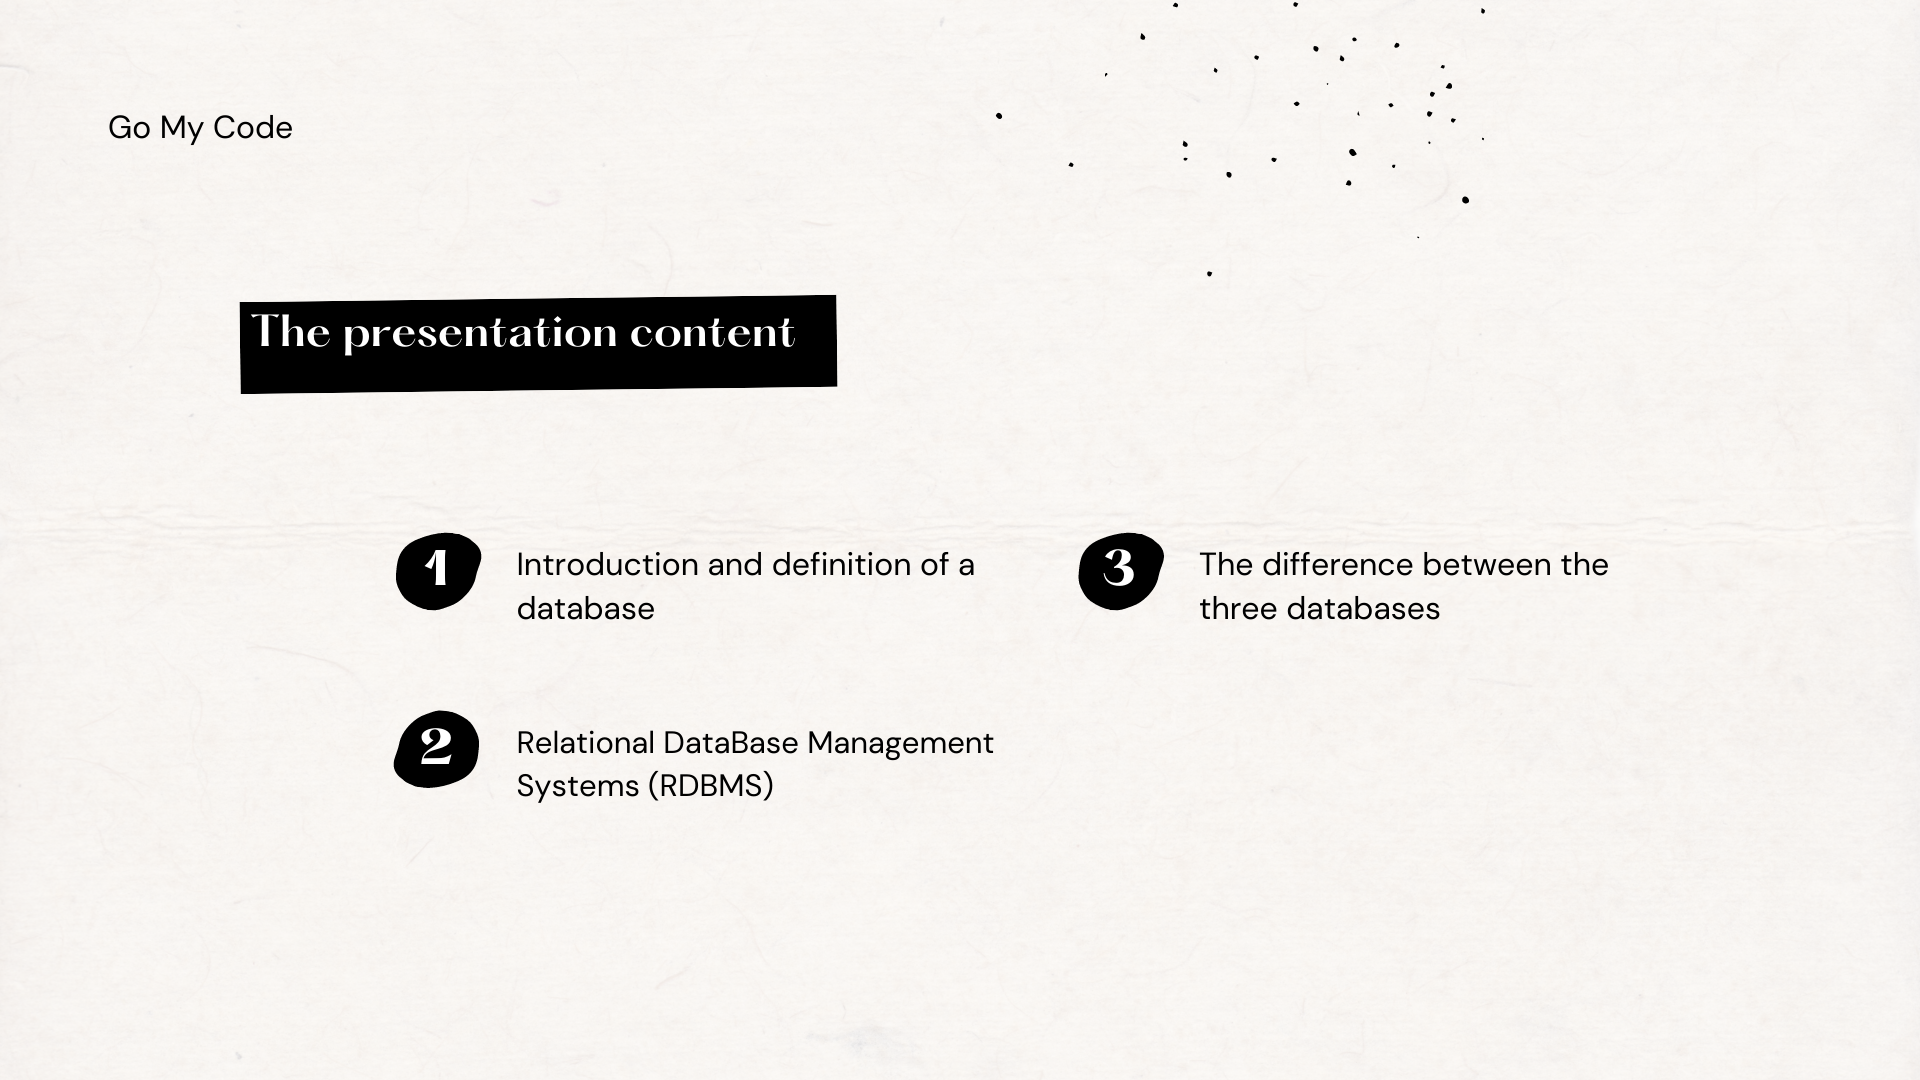 Go My Code
The presentation content
1
Introduction and definition of a
database
2
Relational DataBase Management
Systems (RDBMS)
3
The difference between the
three databases